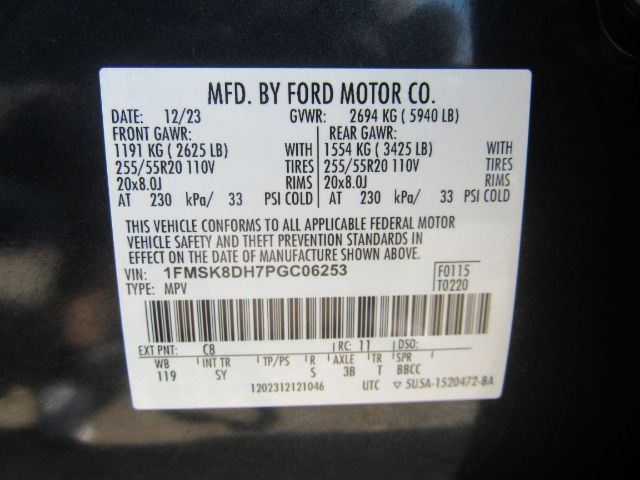 MFD. BY FORD MOTOR CO.
DATE: 12/23 GVWR: 2694 KG ( 5940 LB)
FRONT GAWR: REAR GAWR:
1191 KG ( 2625 LB) WITH 1554 KG ( 3425 LB) WITH
255/55R20 110V TIRES 255/55R20 110V TIRES
20x8.0J RIMS 20x8.0J RIMS
AT 230 kPa/ 33 PSI COLD AT 230 kPa/ 33 PSI COLD
THIS VEHICLE CONFORMS TO ALL APPLICABLE FEDERAL MOTOR
VEHICLE SAFETY AND THEFT PREVENTION STANDARDS IN
EFFECT ON THE DATE OF MANUFACTURE SHOWN ABOVE.
VIN: 1FMSK8DH7PGC06253 F0115
TYPE: MPV T0220
EXT PNT: C8 RC: 11 DSO:
WB INT TR TP/PS R AXLE TR SPR
119 SY S 3B T BBCC
1202312121046 UTC ▽ 5U5A-1520472-BA